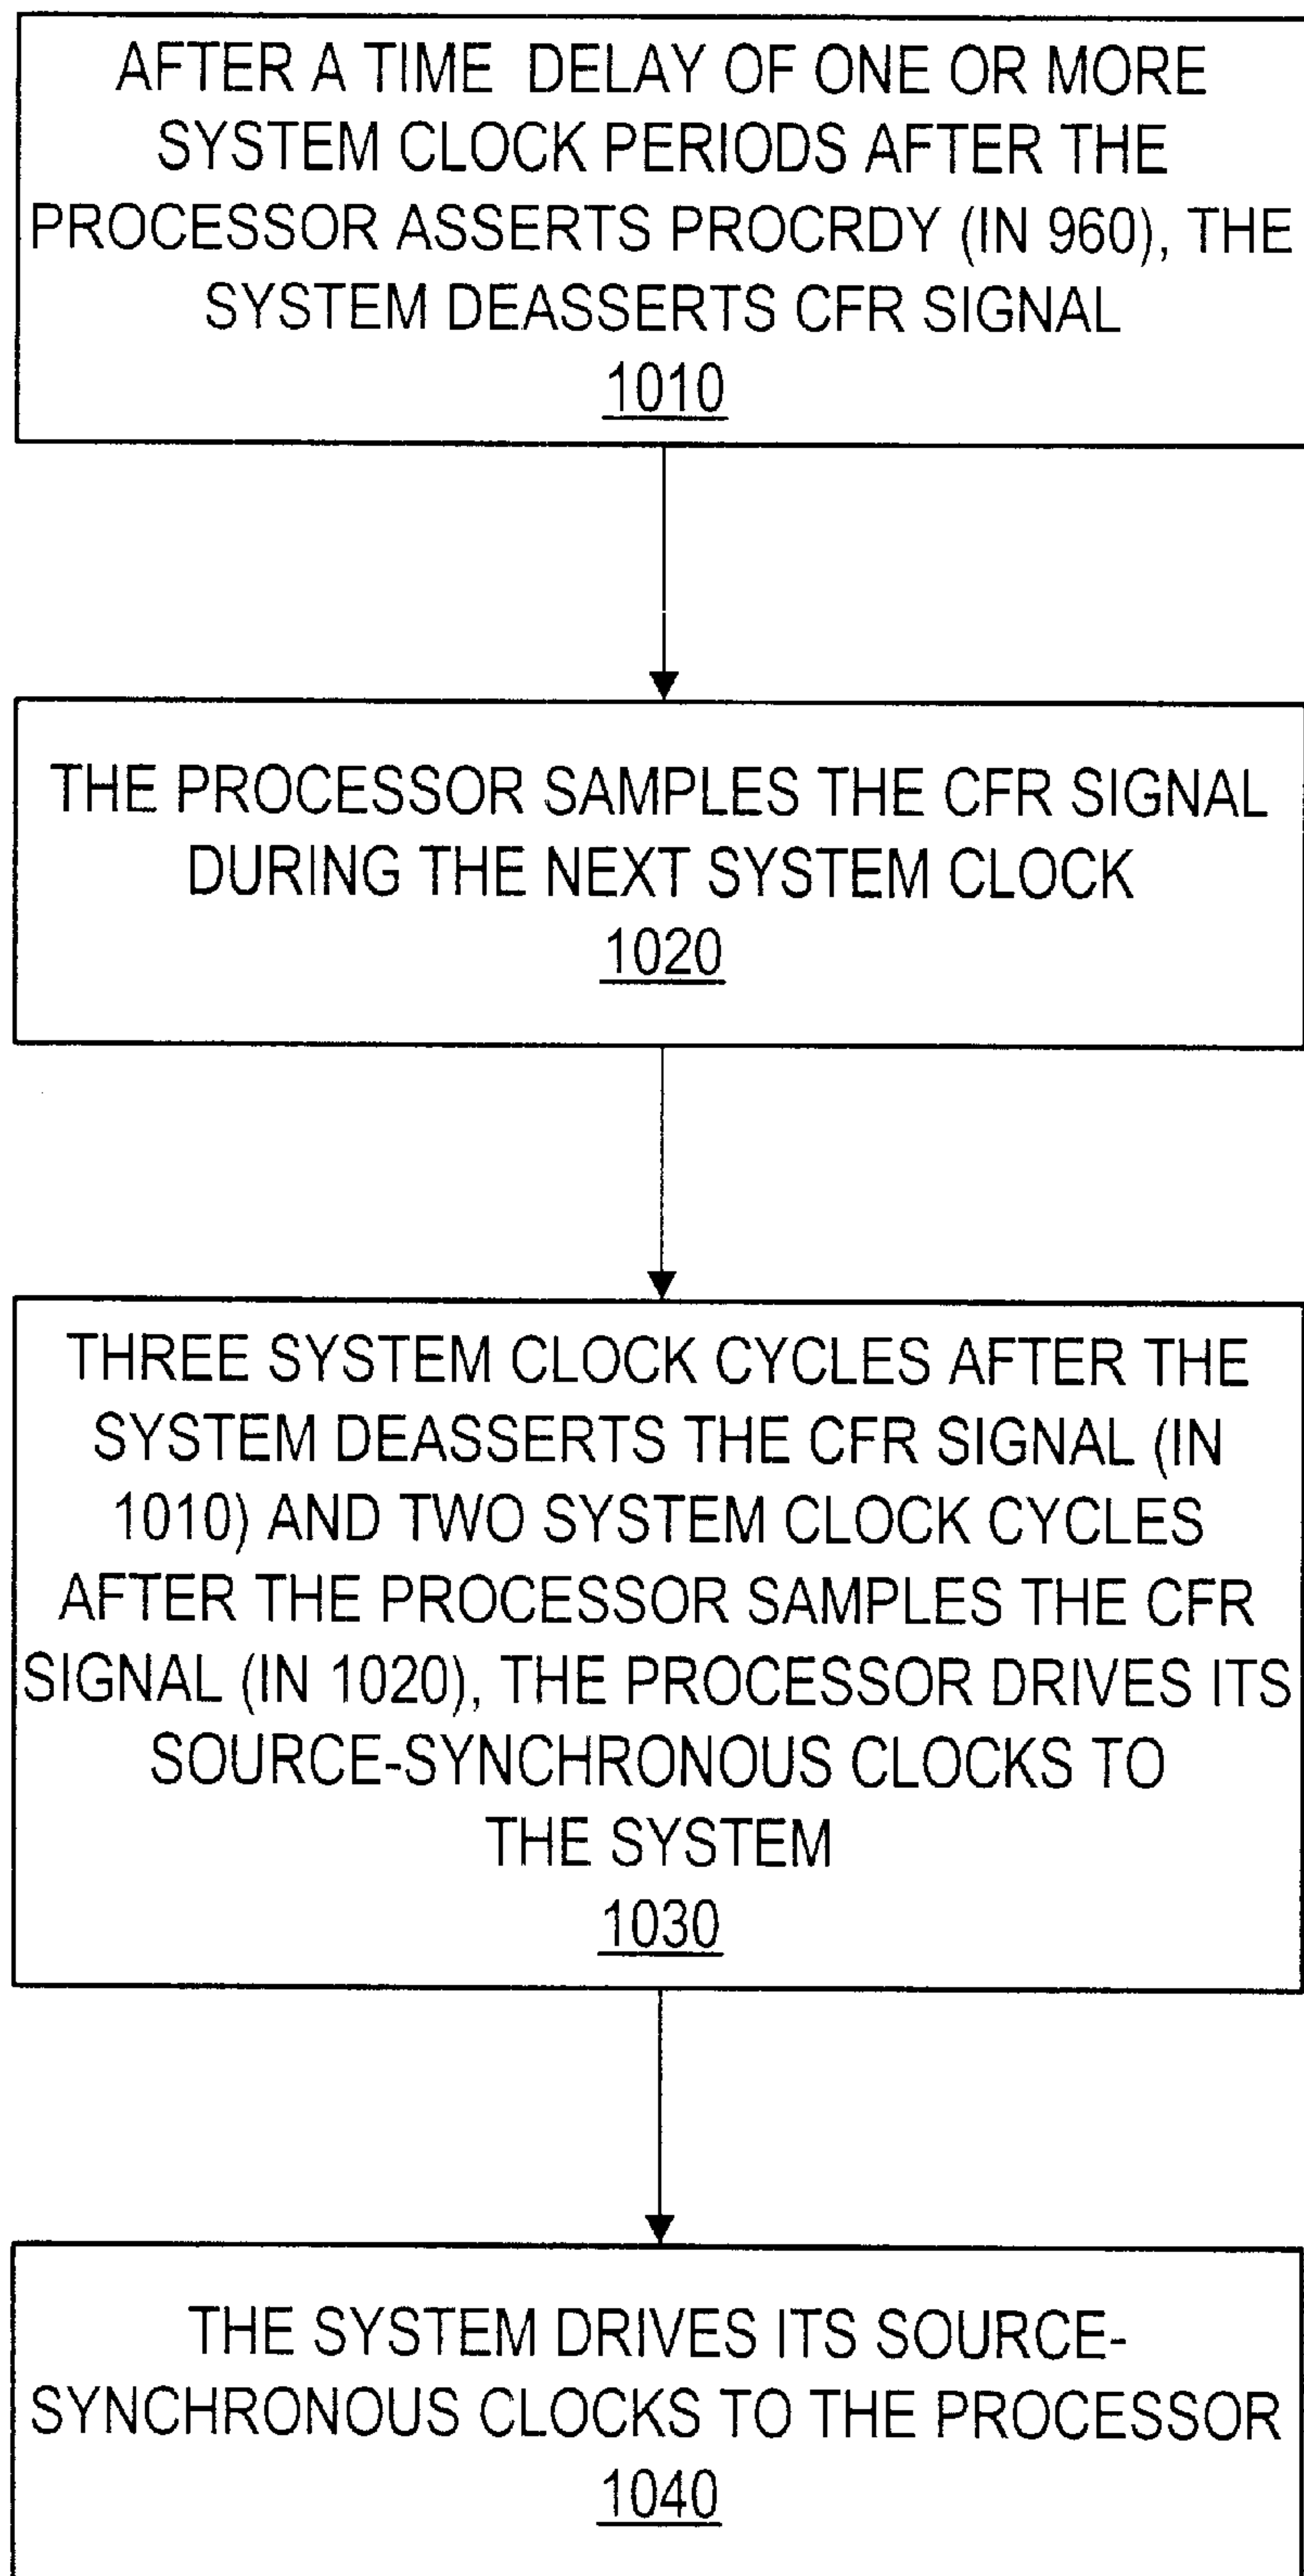 AFTER A TIME DELAY OF ONE OR MORE
SYSTEM CLOCK PERIODS AFTER THE
PROCESSOR ASSERTS PROCRDY (IN 960), THE
SYSTEM DEASSERTS CFR SIGNAL
1010
THE PROCESSOR SAMPLES THE CFR SIGNAL
DURING THE NEXT SYSTEM CLOCK
1020
THREE SYSTEM CLOCK CYCLES AFTER THE
SYSTEM DEASSERTS THE CFR SIGNAL (IN
1010) AND TWO SYSTEM CLOCK CYCLES
AFTER THE PROCESSOR SAMPLES THE CFR
SIGNAL (IN 1020), THE PROCESSOR DRIVES ITS
SOURCE-SYNCHRONOUS CLOCKS TO
THE SYSTEM
1030
THE SYSTEM DRIVES ITS SOURCE-
SYNCHRONOUS CLOCKS TO THE PROCESSOR
1040